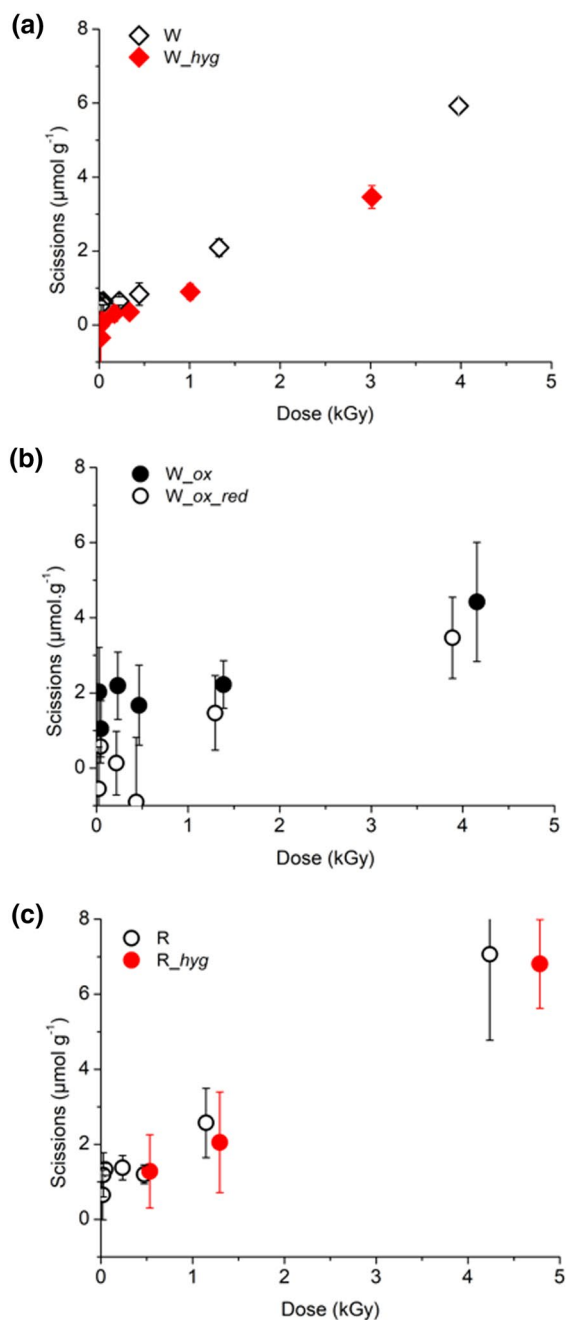 (a)
W
W_hyg
Scissions (µmol g⁻¹)
8
6
4
2
0
0 1 2 3 4 5
Dose (kGy)
(b)
W_ox
W_ox_red
Scissions (µmol.g⁻¹)
8
6
4
2
0
0 1 2 3 4 5
Dose (kGy)
(c)
R
R_hyg
Scissions (µmol g⁻¹)
8
6
4
2
0
0 1 2 3 4 5
Dose (kGy)